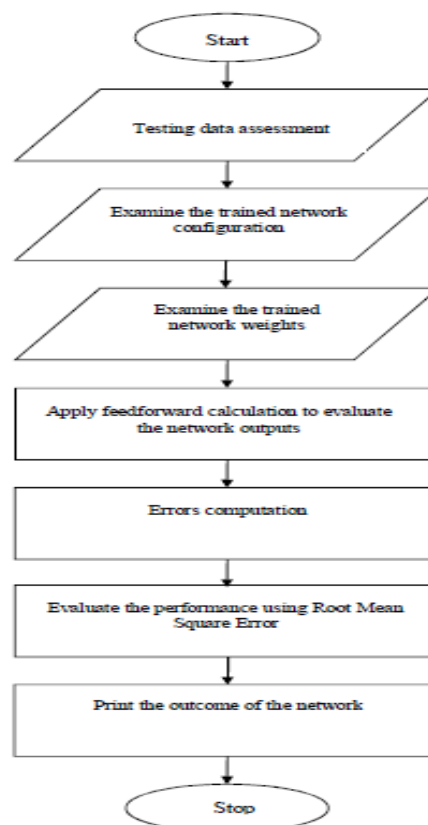 Start
Testing data assessment
Examine the trained network
configuration
Examine the trained
network weights
Apply feedforward calculation to evaluate
the network outputs
Errors computation
Evaluate the performance using Root Mean
Square Error
Print the outcome of the network
Stop